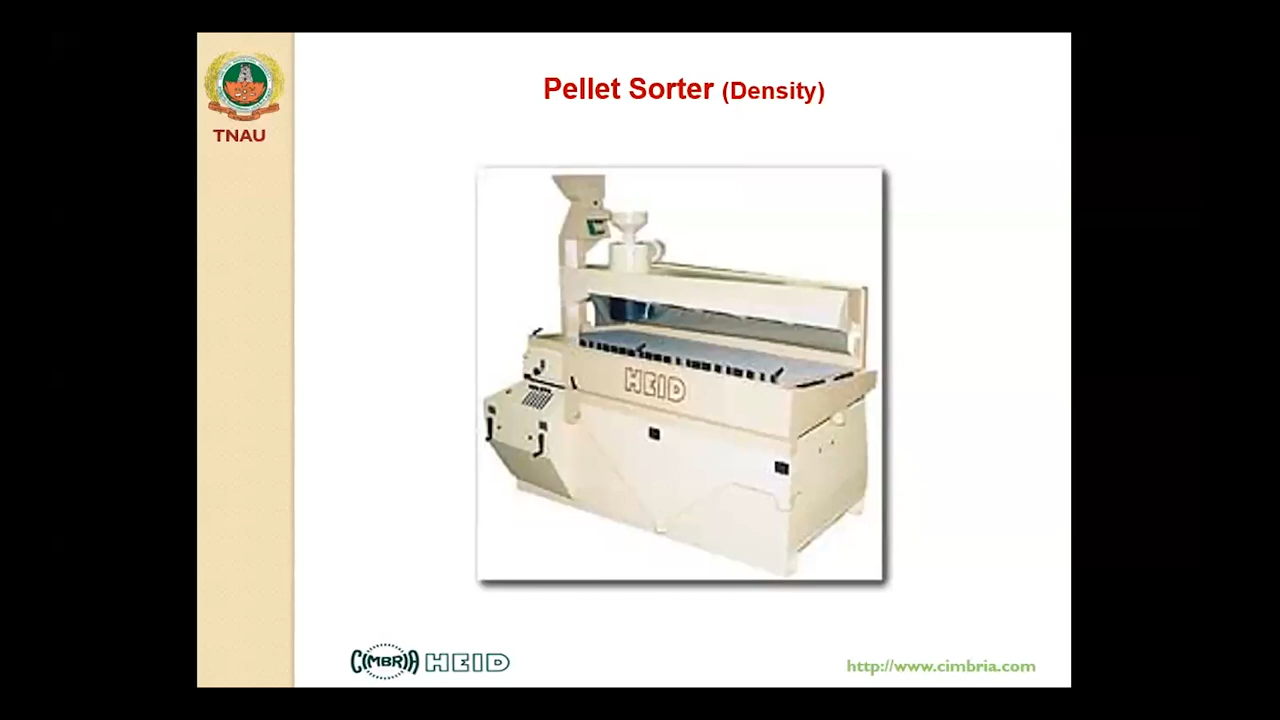 TNAU
Pellet Sorter (Density)
HEID
CIMBRIA HEID
http://www.cimbria.com